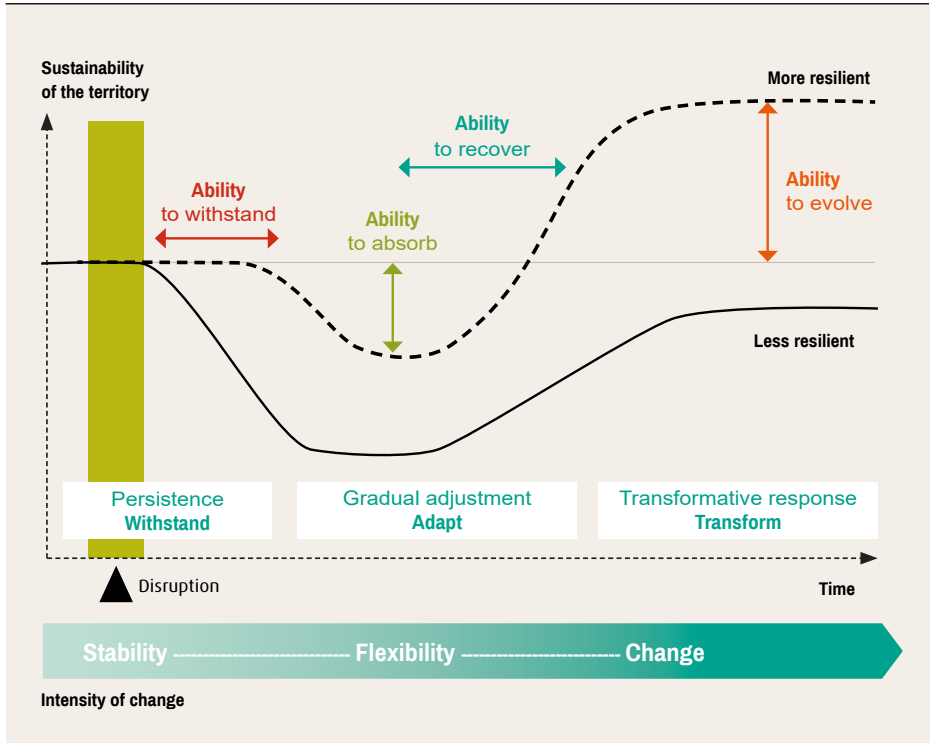 Sustainability
of the territory
More resilient
Ability
to recover
Ability
to withstand
Ability
to absorb
Ability
to evolve
Less resilient
Persistence
Withstand
Gradual adjustment
Adapt
Transformative response
Transform
Disruption
Time
Stability ---------------------------- Flexibility ------------------------- Change
Intensity of change